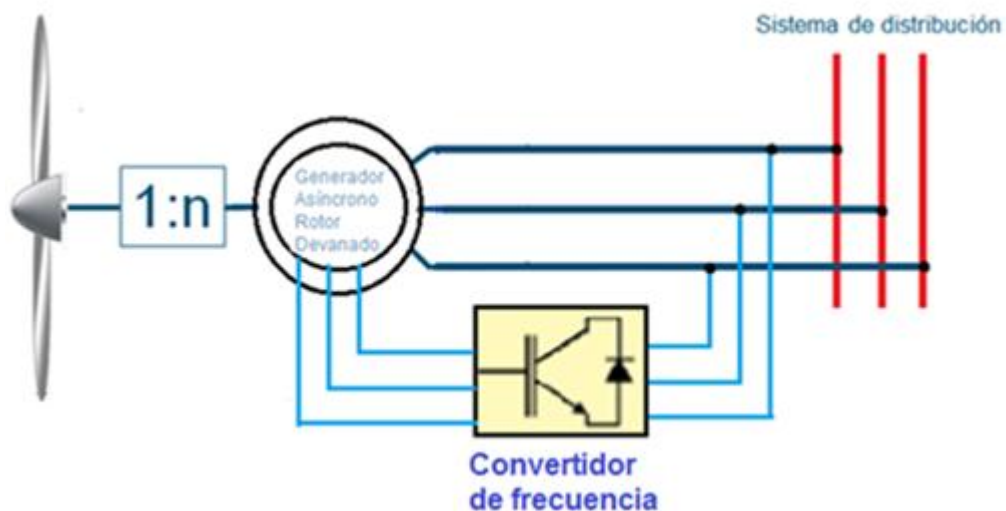 Sistema de distribución
1:n
Generador
Asíncrono
Rotor
Devanado
Convertidor
de frecuencia